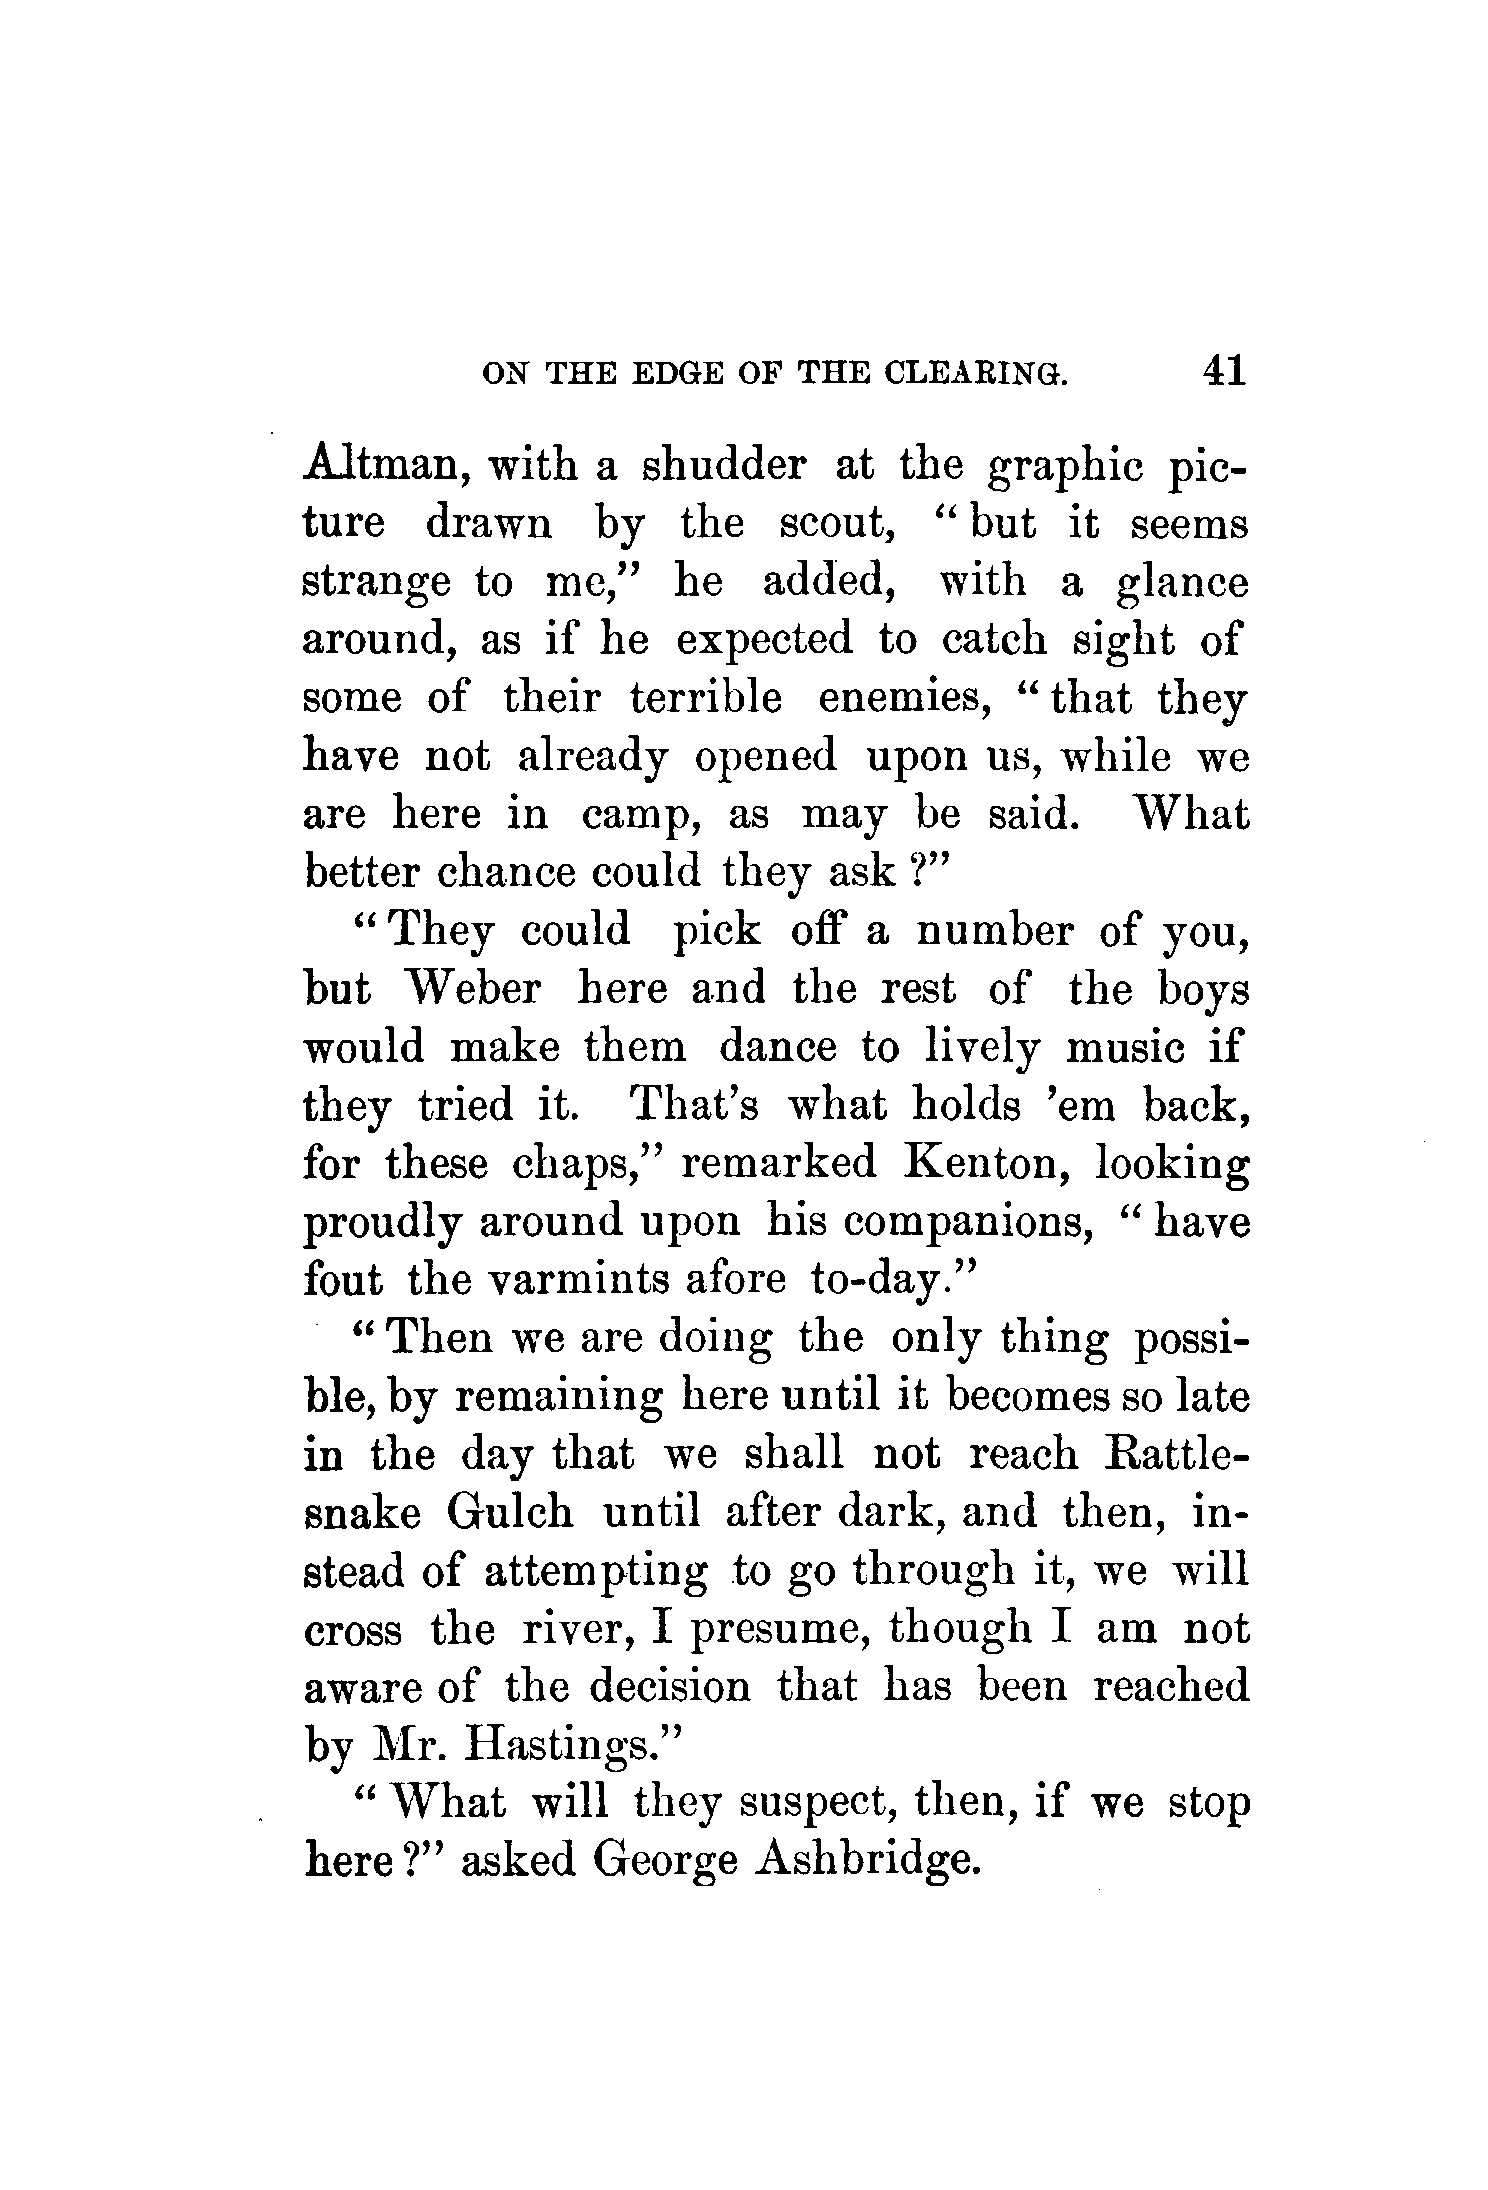 ON THE EDGE OF THE CLEARING. 41
Altman, with a shudder at the graphic pic-
ture drawn by the scout, “ but it seems
strange to me,” he added, with a glance
around, as if he expected to catch sight of
some of their terrible enemies, “ that they
have not already opened upon us, while we
are here in camp, as may be said. What
better chance could they ask ?”
“ They could pick off a number of you,
but Weber here and the rest of the boys
would make them dance to lively music if
they tried it. That’s what holds ’em back,
for these chaps,” remarked Kenton, looking
proudly around upon his companions, “ have
fout the varmints afore to-day.”
“ Then we are doing the only thing possi-
ble, by remaining here until it becomes so late
in the day that we shall not reach Rattle-
snake Gulch until after dark, and then, in-
stead of attempting to go through it, we will
cross the river, I presume, though I am not
aware of the decision that has been reached
by Mr. Hastings.”
“ What will they suspect, then, if we stop
here ?” asked George Ashbridge.